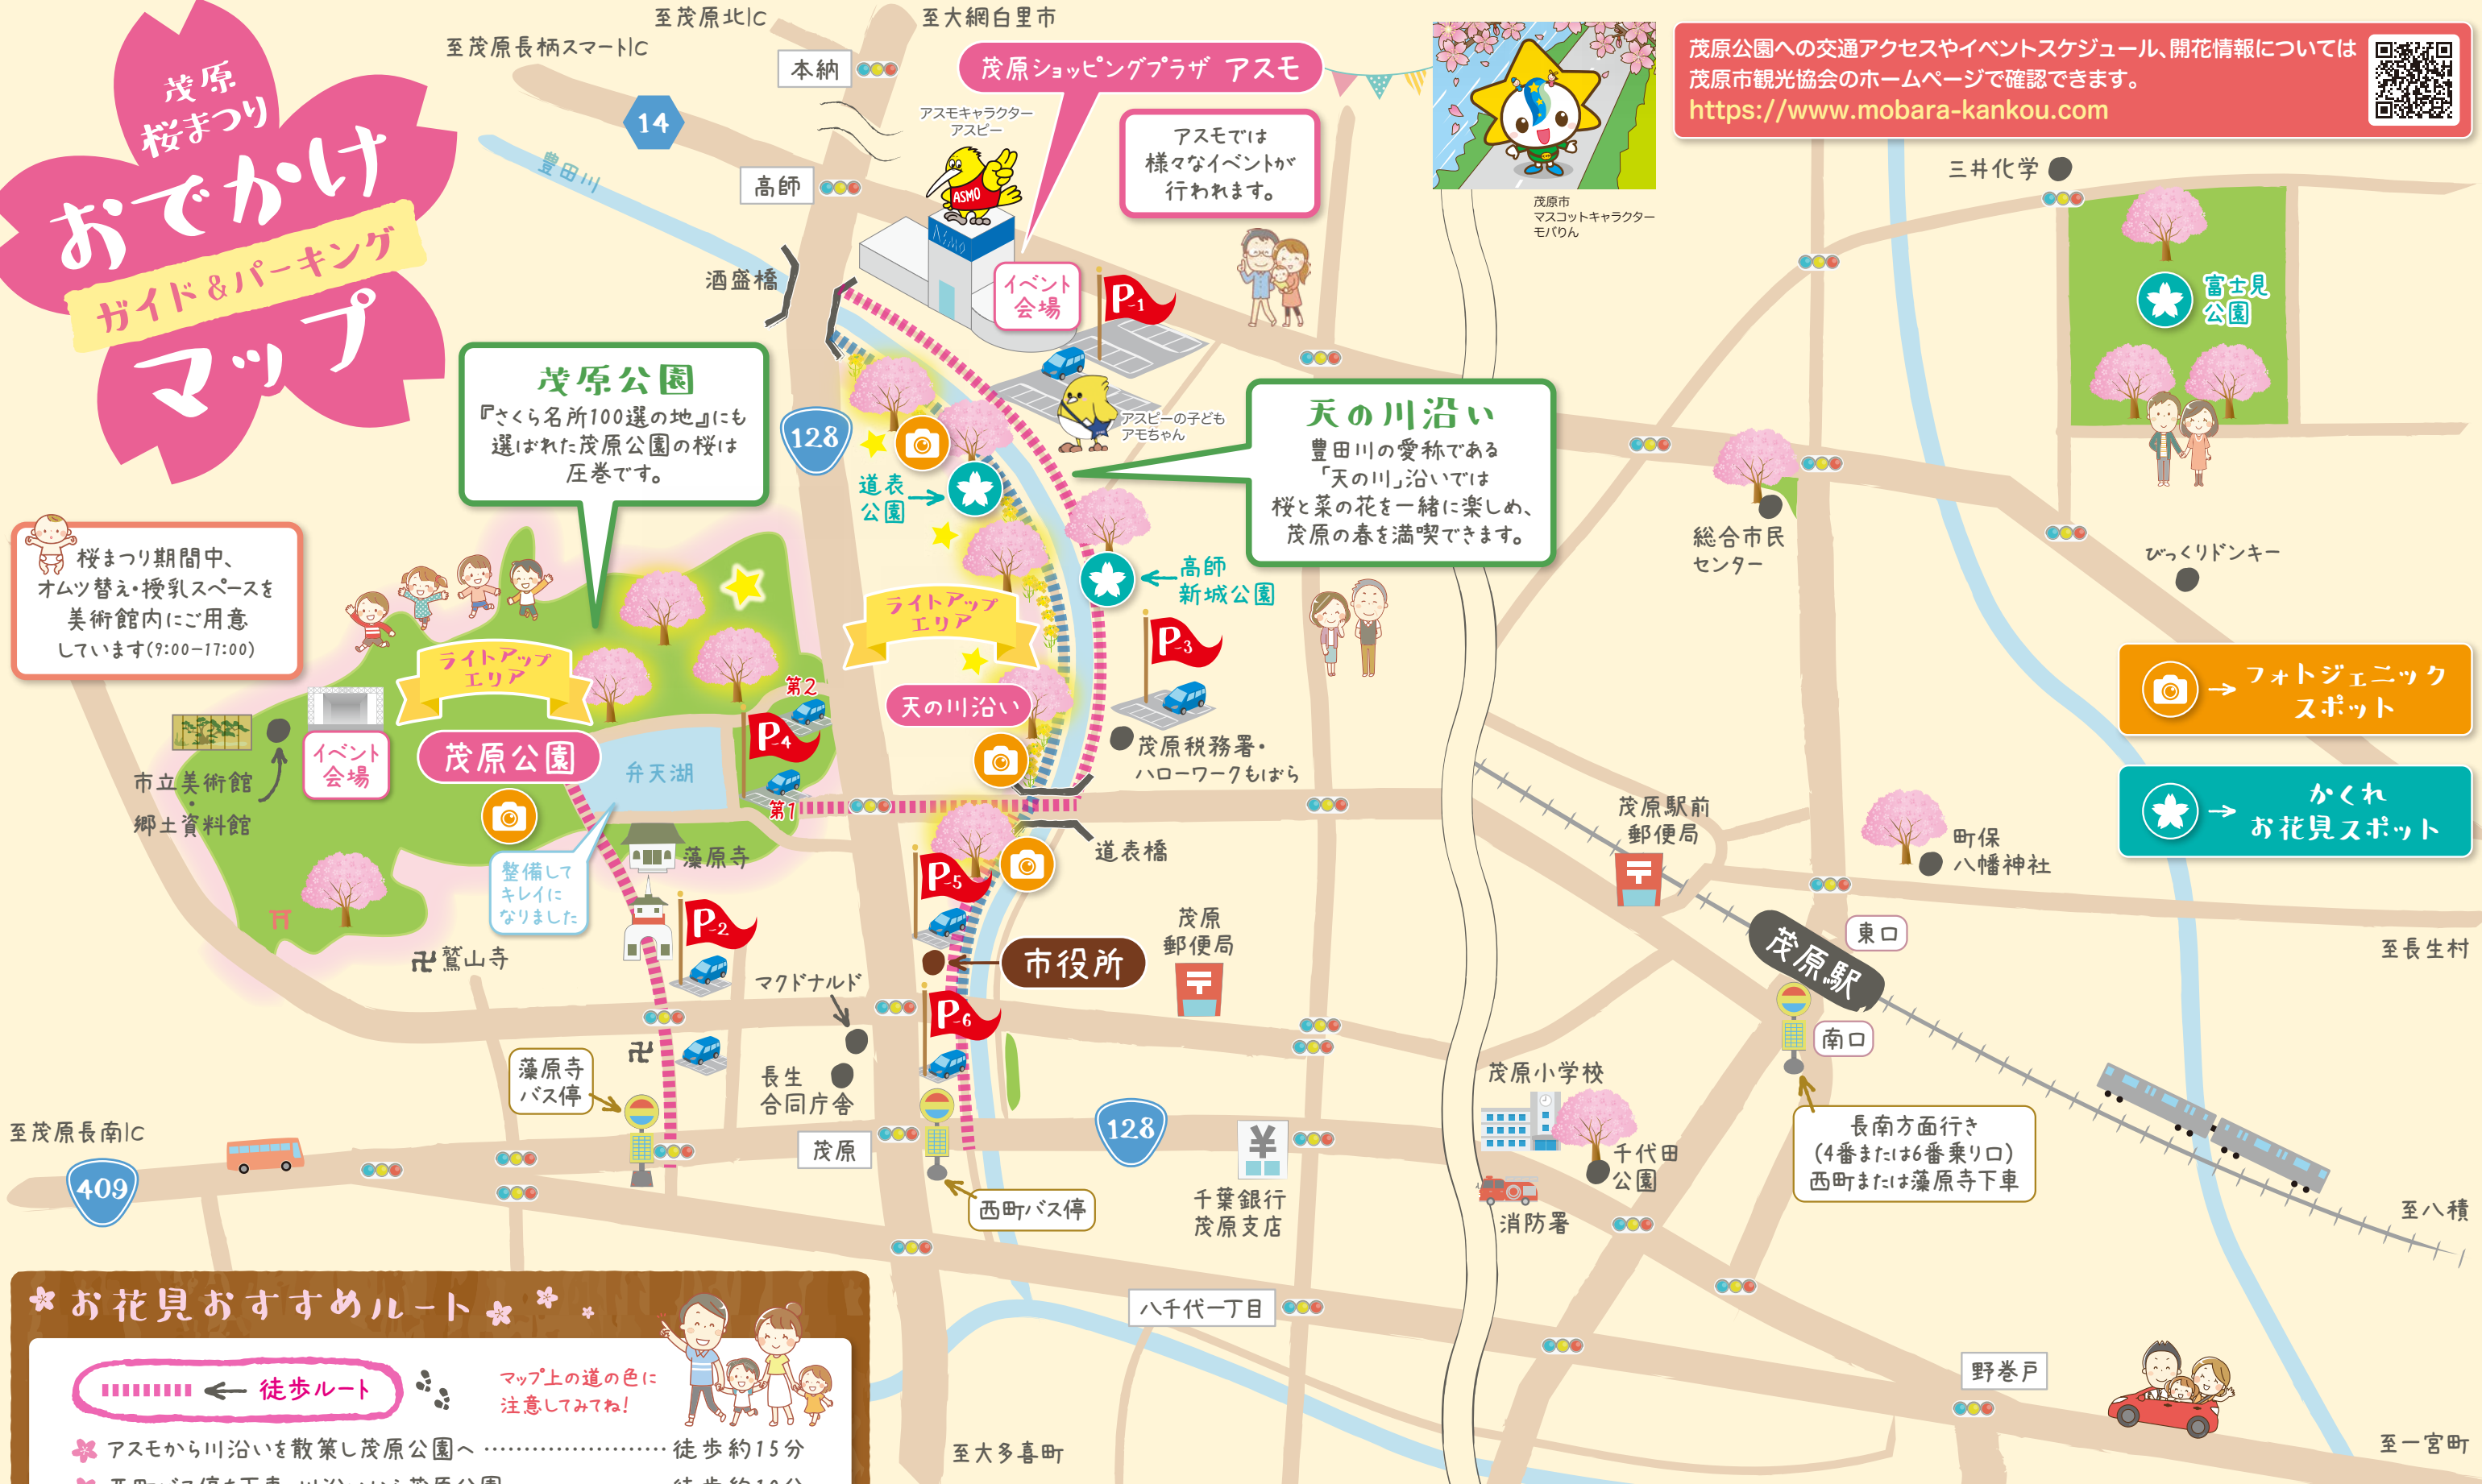 茂原
桜まつり
おでかけ
ガイド&パーキング
マップ
至茂原北IC
至大網白里市
至茂原長柄スマートIC
本納
14
高師
豊田川
酒盛橋
茂原ショッピングプラザ アスモ
アスモキャラクター
アスピー
ASMO
ASMO
アスモでは
様々なイベントが
行われます。
イベント
会場
P-1
アスピーの子ども
アモちゃん
茂原市
マスコットキャラクター
モバりん
茂原公園への交通アクセスやイベントスケジュール、開花情報については
茂原市観光協会のホームページで確認できます。
https://www.mobara-kankou.com
三井化学
富士見
公園
茂原公園
『さくら名所100選の地』にも
選ばれた茂原公園の桜は
圧巻です。
128
道表
公園
天の川沿い
豊田川の愛称である
「天の川」沿いでは
桜と菜の花を一緒に楽しめ、
茂原の春を満喫できます。
高師
新城公園
総合市民
センター
びっくりドンキー
桜まつり期間中、
オムツ替え・授乳スペースを
美術館内にご用意
しています(9:00-17:00)
ライトアップ
エリア
ライトアップ
エリア
天の川沿い
P-3
茂原税務署・
ハローワークもばら
第2
P-4
第1
市立美術館
・
郷土資料館
イベント
会場
茂原公園
弁天湖
整備して
キレイに
なりました
藻原寺
道表橋
P-5
P-2
卍鷲山寺
市役所
マクドナルド
P-6
茂原
郵便局
卍
藻原寺
バス停
長生
合同庁舎
茂原
128
千葉銀行
茂原支店
西町バス停
至茂原長南IC
409
フォトジェニック
スポット
かくれ
お花見スポット
茂原駅前
郵便局
町保
八幡神社
東口
茂原駅
南口
至長生村
茂原小学校
千代田
公園
消防署
長南方面行き
(4番または6番乗り口)
西町または藻原寺下車
至八積
八千代一丁目
野巻戸
至一宮町
至大多喜町
お花見おすすめルート
徒歩ルート
マップ上の道の色に
注意してみてね!
アスモから川沿いを散策し茂原公園へ ……………………徒歩約15分